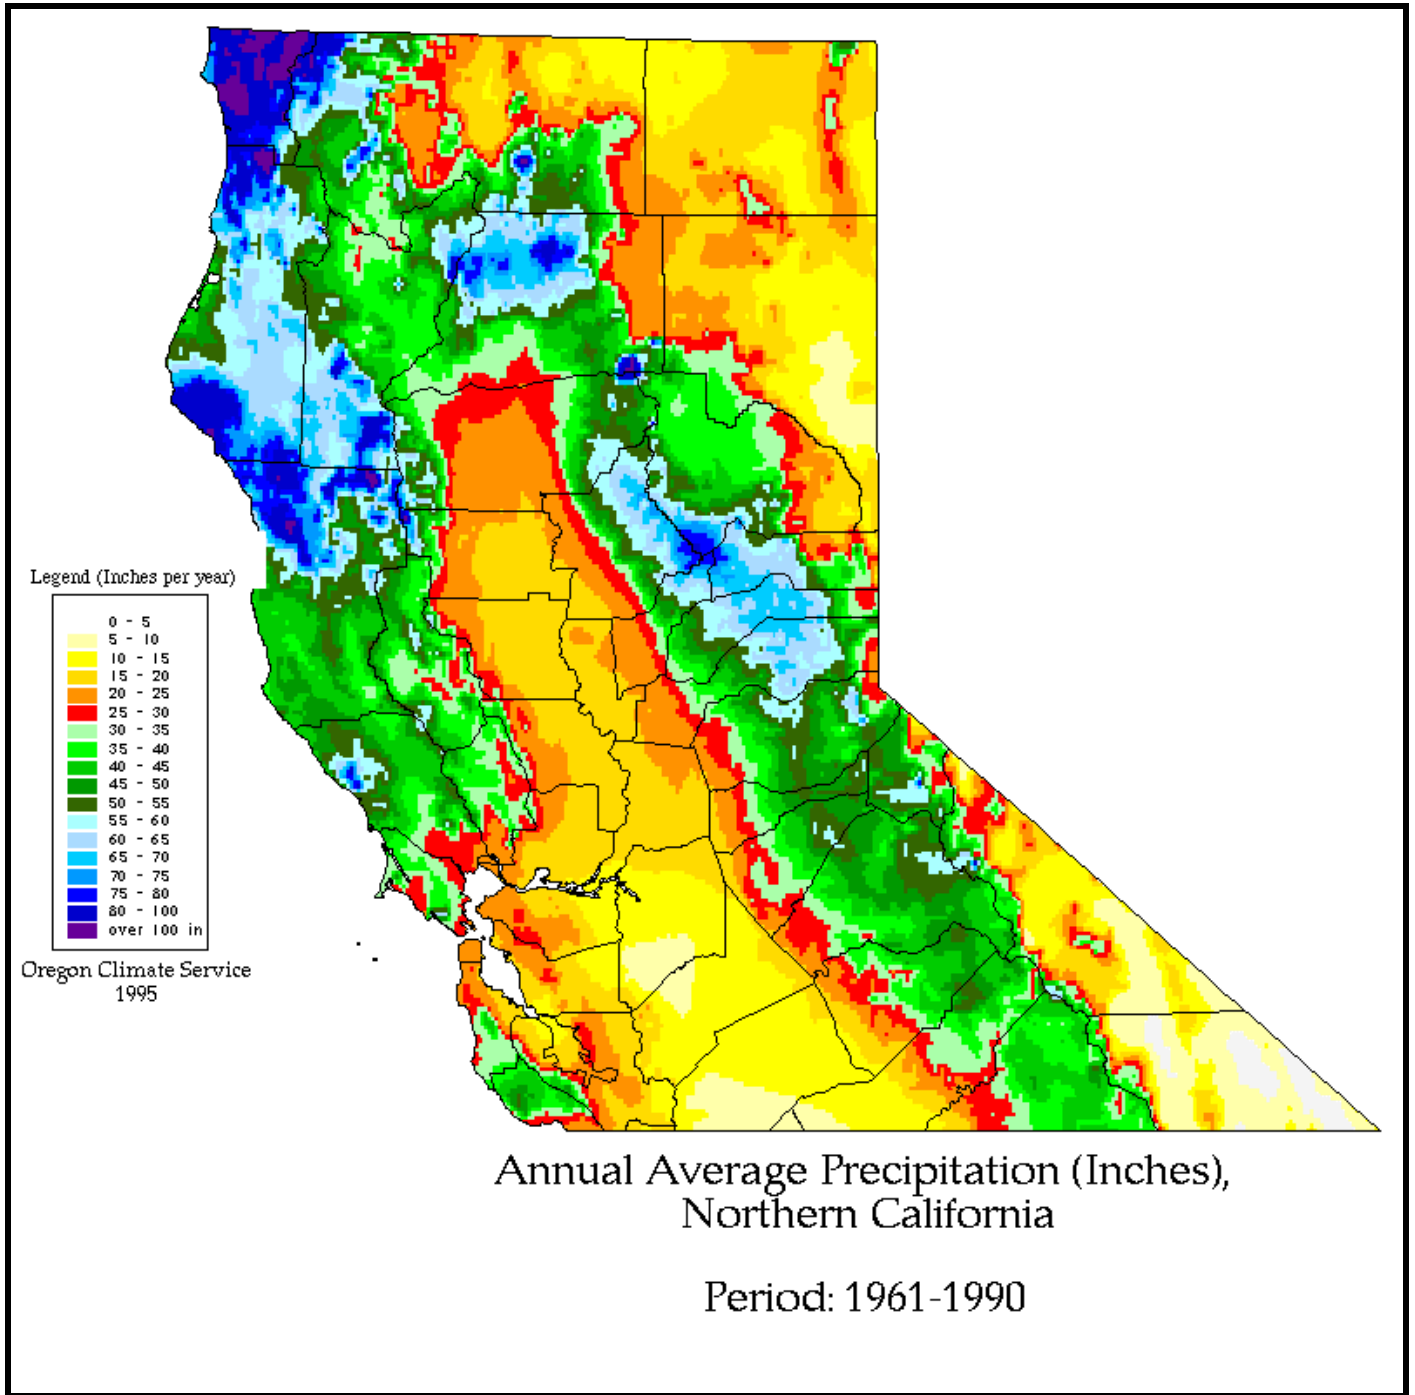 Legend (Inches per year)
0 - 5
5 - 10
10 - 15
15 - 20
20 - 25
25 - 30
30 - 35
35 - 40
40 - 45
45 - 50
50 - 55
55 - 60
60 - 65
65 - 70
70 - 75
75 - 80
80 - 100
over 100 in
Oregon Climate Service
1995
Annual Average Precipitation (Inches),
Northern California
Period: 1961-1990